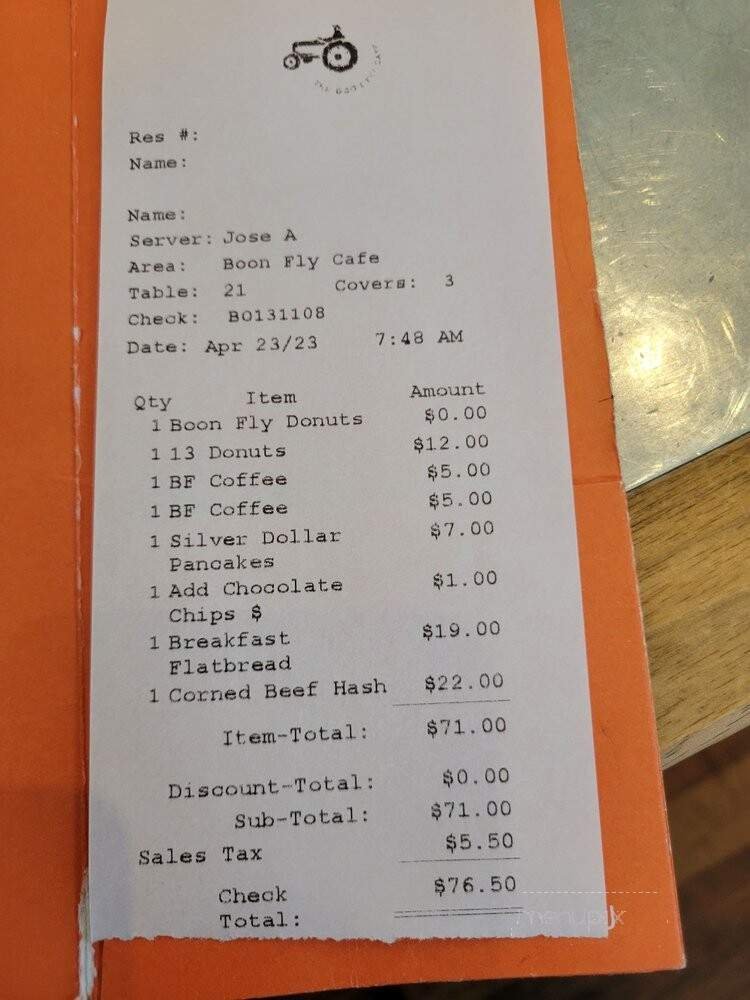 Res #:
Name:
Name:
Server: Jose A
Area: Boon Fly Cafe
Table: 21 Covers: 3
Check: B0131108
Date: Apr 23/23 7:48 AM
Qty Item Amount
1 Boon Fly Donuts $0.00
1 13 Donuts $12.00
1 BF Coffee $5.00
1 BF Coffee $5.00
1 Silver Dollar $7.00
Pancakes
1 Add Chocolate $1.00
Chips $
1 Breakfast $19.00
Flatbread
1 Corned Beef Hash $22.00
Item-Total: $71.00
Discount-Total: $0.00
Sub-Total: $71.00
Sales Tax $5.50
Check $76.50
Total:
menupix